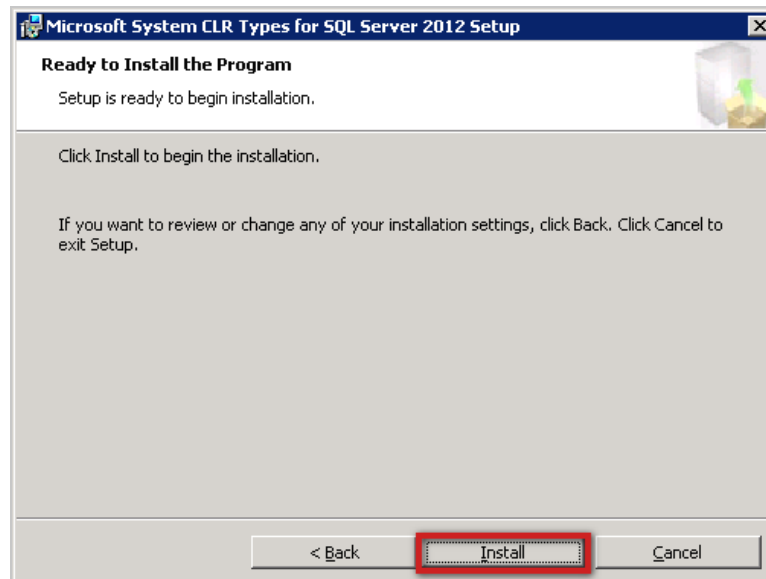 Microsoft System CLR Types for SQL Server 2012 Setup
Ready to Install the Program
Setup is ready to begin installation.
Click Install to begin the installation.
If you want to review or change any of your installation settings, click Back. Click Cancel to
exit Setup.
< Back Install Cancel